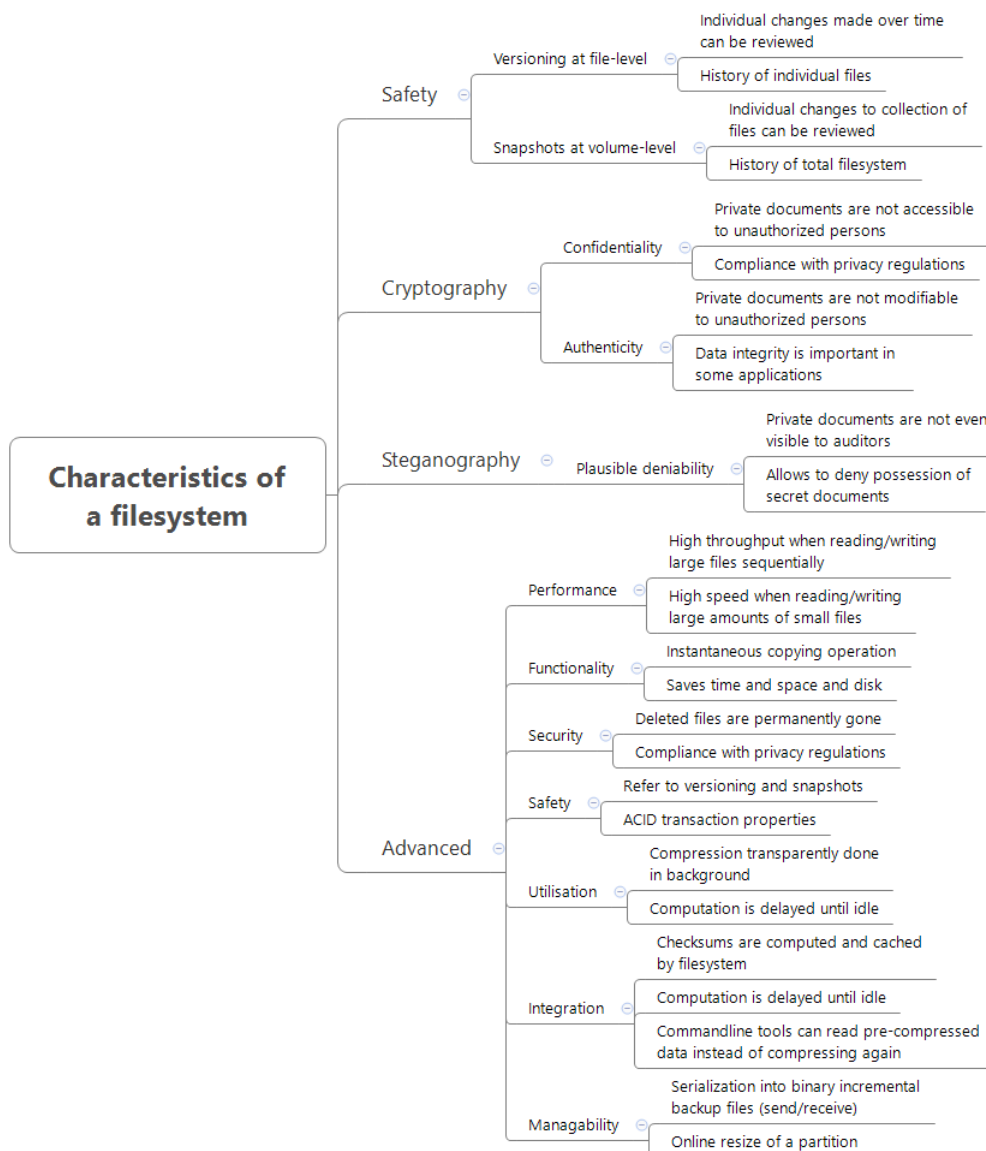 Characteristics of
a filesystem
Safety
Versioning at file-level
Individual changes made over time
can be reviewed
History of individual files
Snapshots at volume-level
Individual changes to collection of
files can be reviewed
History of total filesystem
Cryptography
Confidentiality
Private documents are not accessible
to unauthorized persons
Compliance with privacy regulations
Authenticity
Private documents are not modifiable
to unauthorized persons
Data integrity is important in
some applications
Steganography
Plausible deniability
Private documents are not even
visible to auditors
Allows to deny possession of
secret documents
Advanced
Performance
High throughput when reading/writing
large files sequentially
High speed when reading/writing
large amounts of small files
Functionality
Instantaneous copying operation
Saves time and space and disk
Security
Deleted files are permanently gone
Compliance with privacy regulations
Safety
Refer to versioning and snapshots
ACID transaction properties
Utilisation
Compression transparently done
in background
Computation is delayed until idle
Integration
Checksums are computed and cached
by filesystem
Computation is delayed until idle
Commandline tools can read pre-compressed
data instead of compressing again
Managability
Serialization into binary incremental
backup files (send/receive)
Online resize of a partition